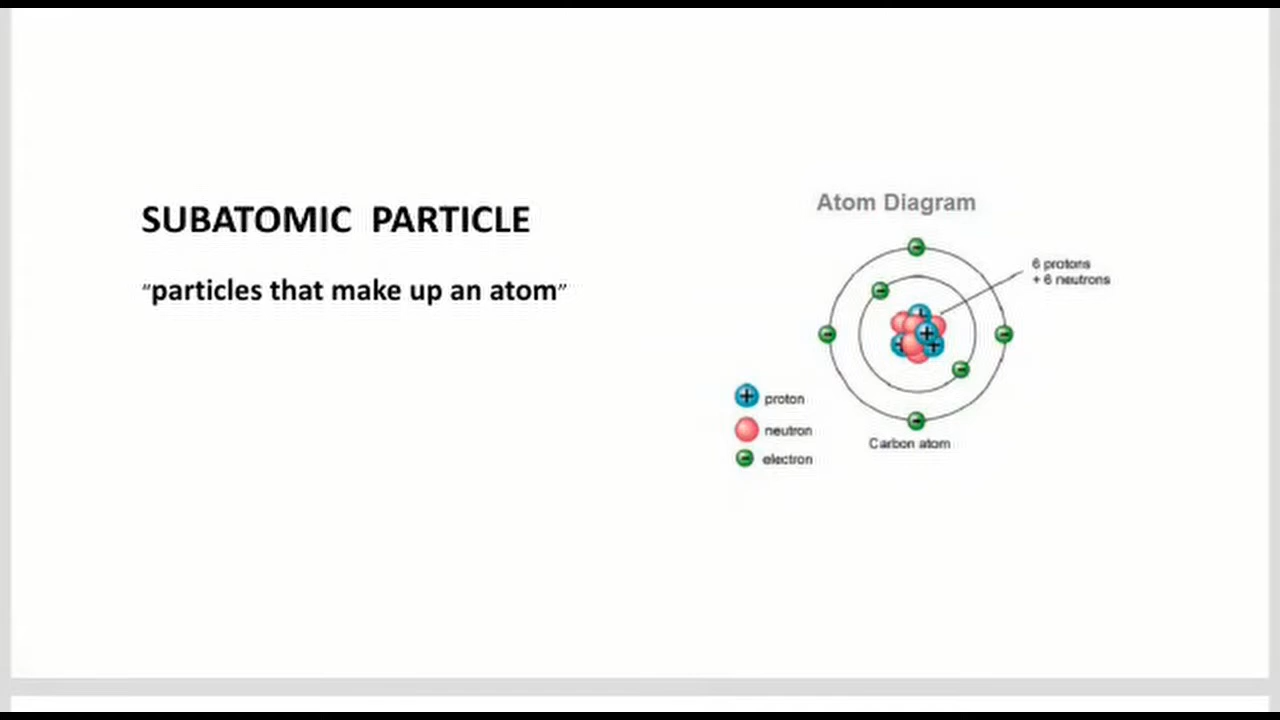 SUBATOMIC PARTICLE
"particles that make up an atom"
Atom Diagram
6 protons
+ 6 neutrons
proton
neutron
electron
Carbon atom